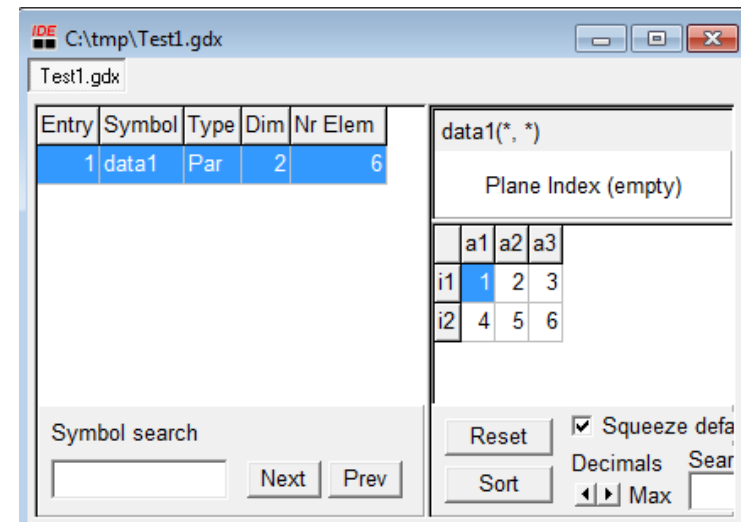 IDE C:\tmp\Test1.gdx
Test1.gdx
Entry Symbol Type Dim Nr Elem
1 data1 Par 2 6
data1(*, *)
Plane Index (empty)
a1 a2 a3
i1 1 2 3
i2 4 5 6
Symbol search
Next Prev
Reset
Sort
Squeeze defa
Decimals Sear
Max